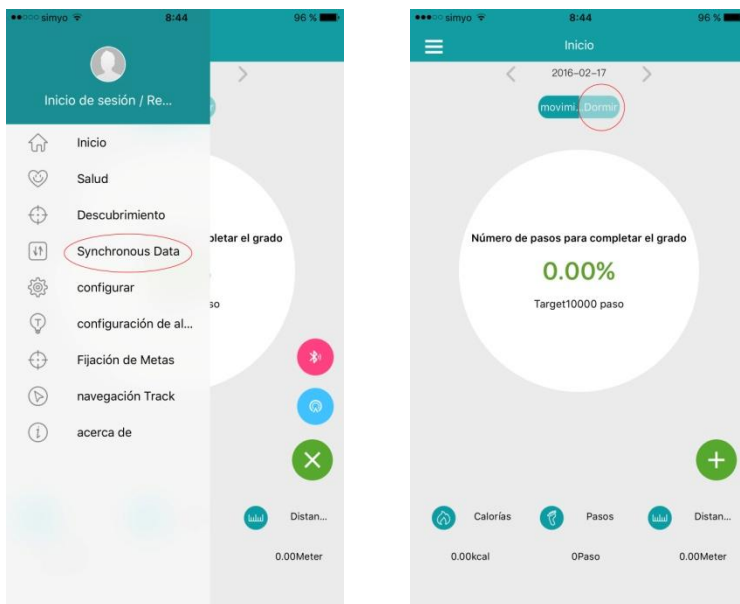 simyo 8:44 96 %
Inicio de sesión / Re...
Inicio
Salud
Descubrimiento
Synchronous Data
configurar
configuración de al...
Fijación de Metas
navegación Track
acerca de
pletar el grado
so
Distan...
0.00Meter
simyo 8:44 96 %
Inicio
2016-02-17
movimi... Dormir
Número de pasos para completar el grado
0.00%
Target10000 paso
Calorías Pasos Distan...
0.00kcal 0Paso 0.00Meter